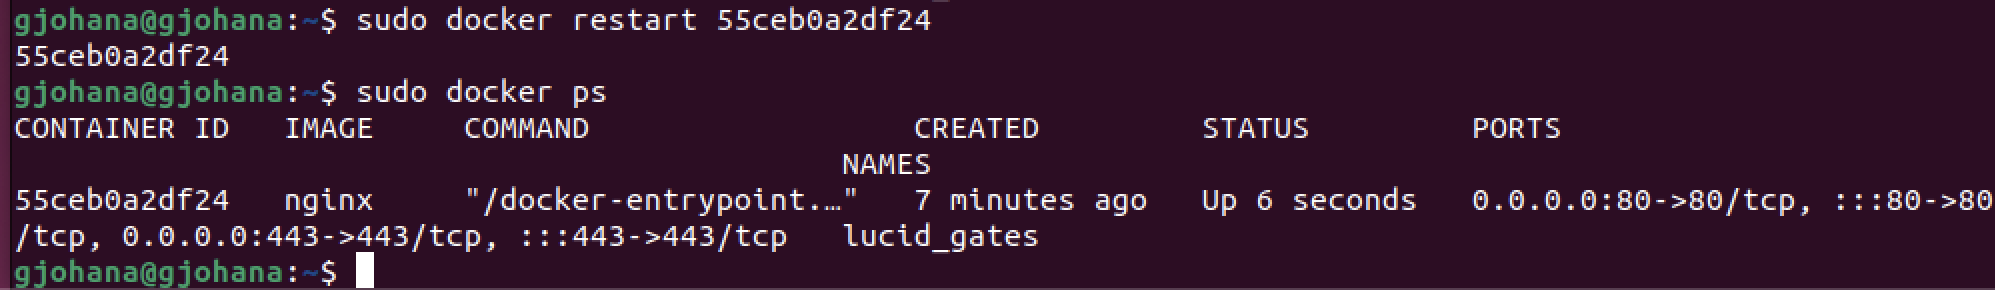 gjohana@gjohana:~$ sudo docker restart 55ceb0a2df24
55ceb0a2df24
gjohana@gjohana:~$ sudo docker ps
CONTAINER ID   IMAGE     COMMAND                  CREATED         STATUS         PORTS
                                                                                            NAMES
55ceb0a2df24   nginx     "/docker-entrypoint.…"   7 minutes ago   Up 6 seconds   0.0.0.0:80->80/tcp, :::80->80
/tcp, 0.0.0.0:443->443/tcp, :::443->443/tcp   lucid_gates
gjohana@gjohana:~$